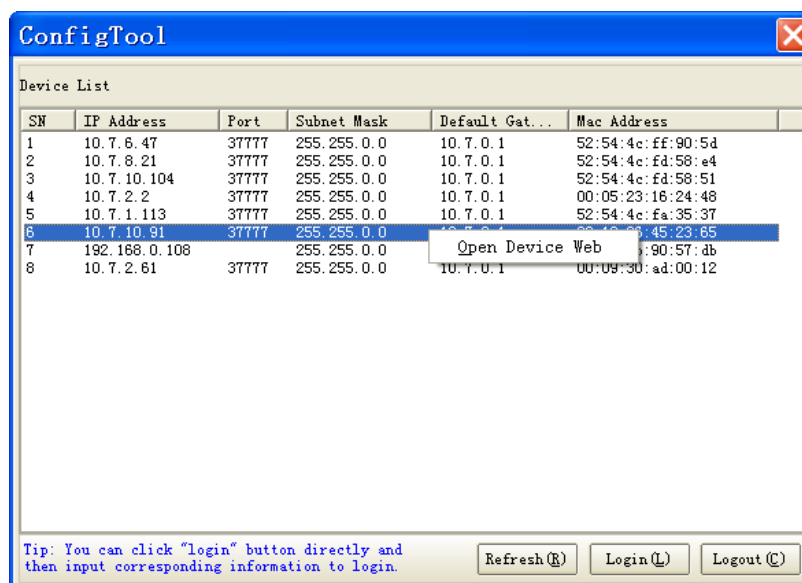 ConfigTool
Device List
SN IP Address Port Subnet Mask Default Gat... Mac Address
1 10.7.6.47 37777 255.255.0.0 10.7.0.1 52:54:4c:ff:90:5d
2 10.7.8.21 37777 255.255.0.0 10.7.0.1 52:54:4c:fd:58:e4
3 10.7.10.104 37777 255.255.0.0 10.7.0.1 52:54:4c:fd:58:51
4 10.7.2.2 37777 255.255.0.0 10.7.0.1 00:05:23:16:24:48
5 10.7.1.113 37777 255.255.0.0 10.7.0.1 52:54:4c:fa:35:37
6 10.7.10.91 37777 255.255.0.0 :45:23:65
Open Device Web
7 192.168.0.108 255.255.0.0 :90:57:db
8 10.7.2.61 37777 255.255.0.0 10.7.0.1 00:09:30:ad:00:12
Tip: You can click "login" button directly and
then input corresponding information to login.
Refresh(R) Login(L) Logout(C)